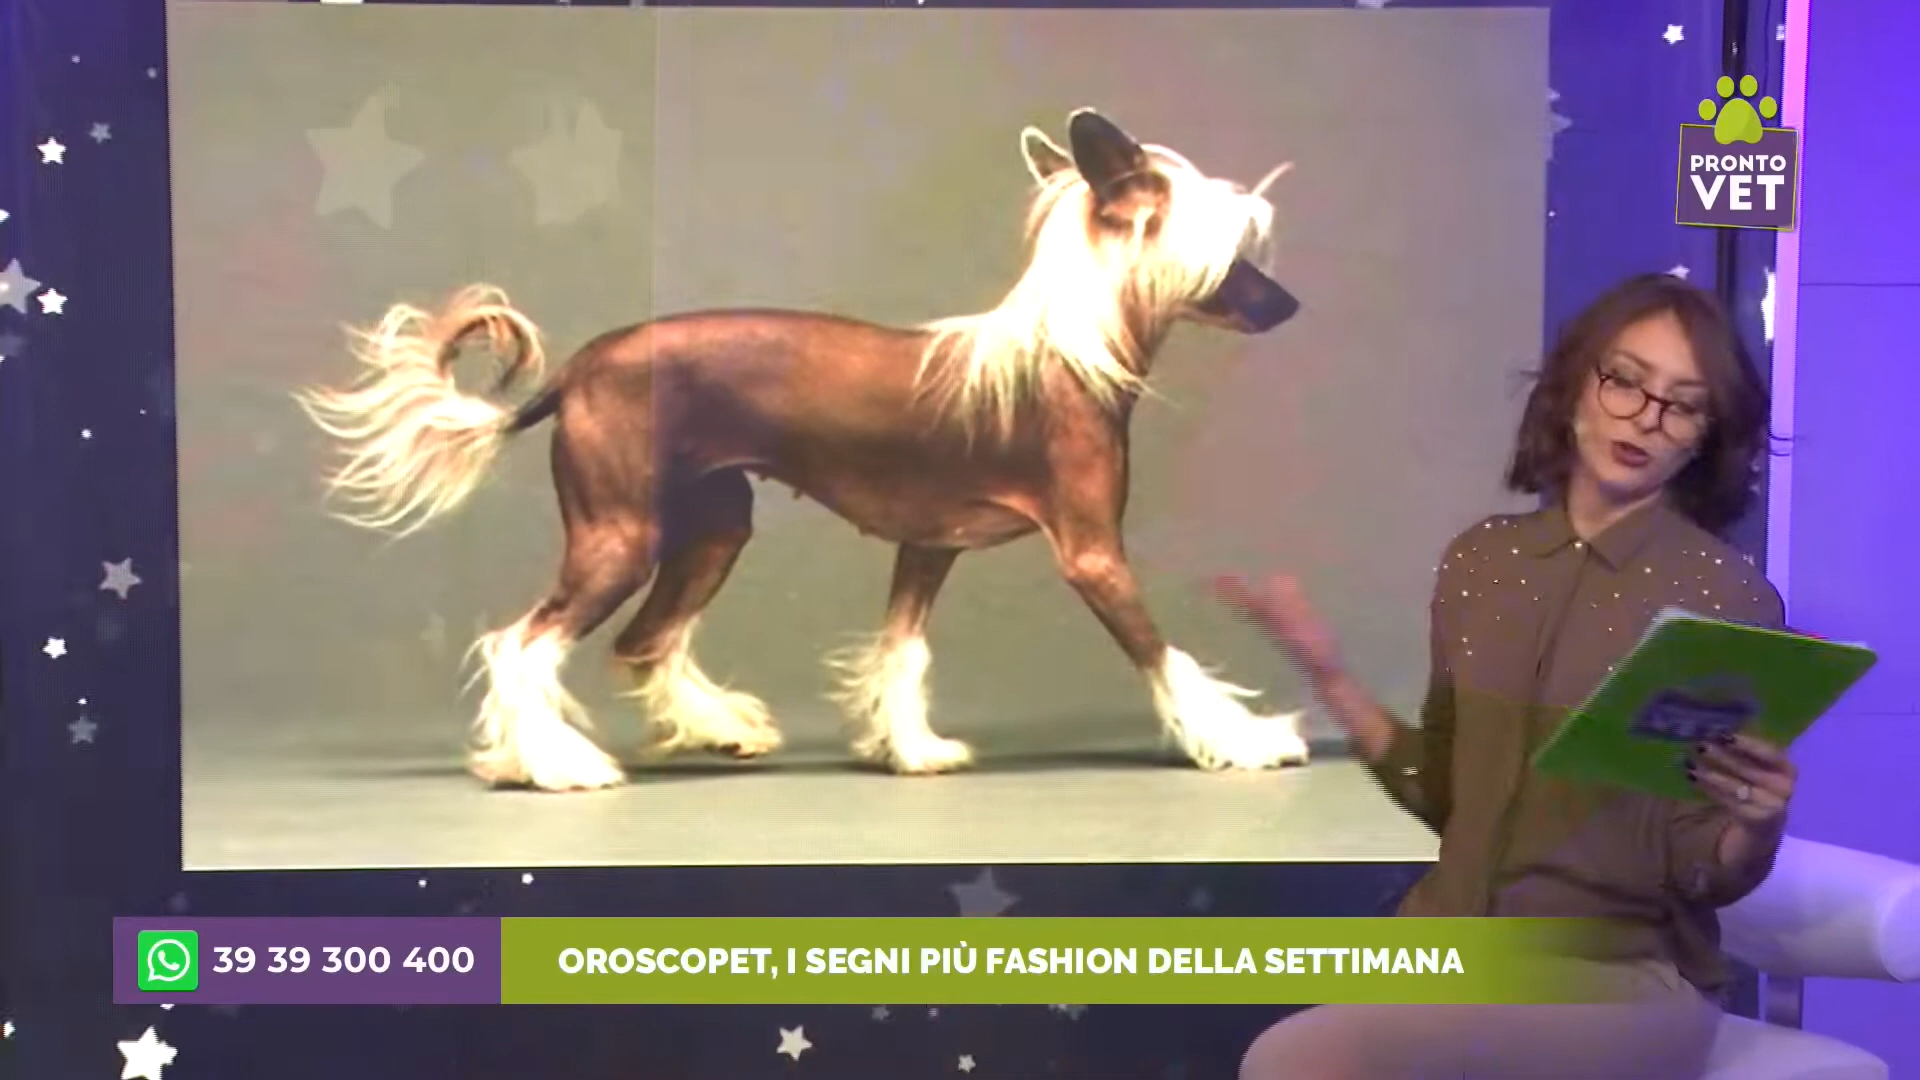 PRONTO
VET
39 39 300 400
OROSCOPET, I SEGNI PIÙ FASHION DELLA SETTIMANA